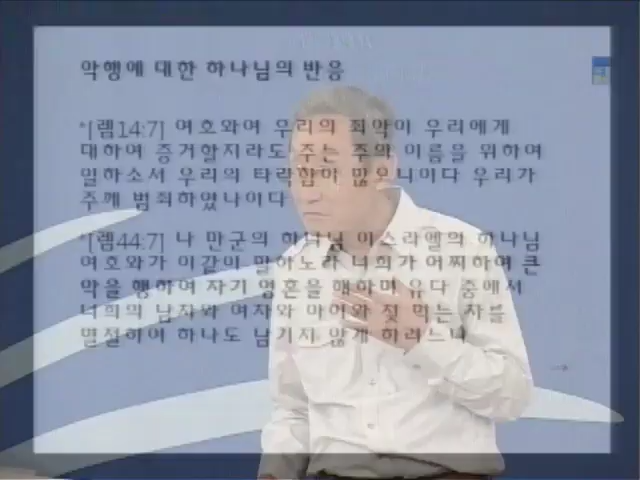 악행에 대한 하나님의 반응
*[렘14:7] 여호와여 우리의 죄악이 우리에게
대하여 증거할지라도 주는 주의 이름을 위하여
일하소서 우리의 타락함이 많으니이다 우리가
주께 범죄하였나이다
*[렘44:7] 나 만군의 하나님 이스라엘의 하나님
여호와가 이같이 말하노라 너희가 어찌하여 큰
악을 행하여 자기 영혼을 해하며 유다 중에서
너희의 남자와 여자와 아이와 젖 먹는 자를
멸절하여 하나도 남기지 않게 하려느냐